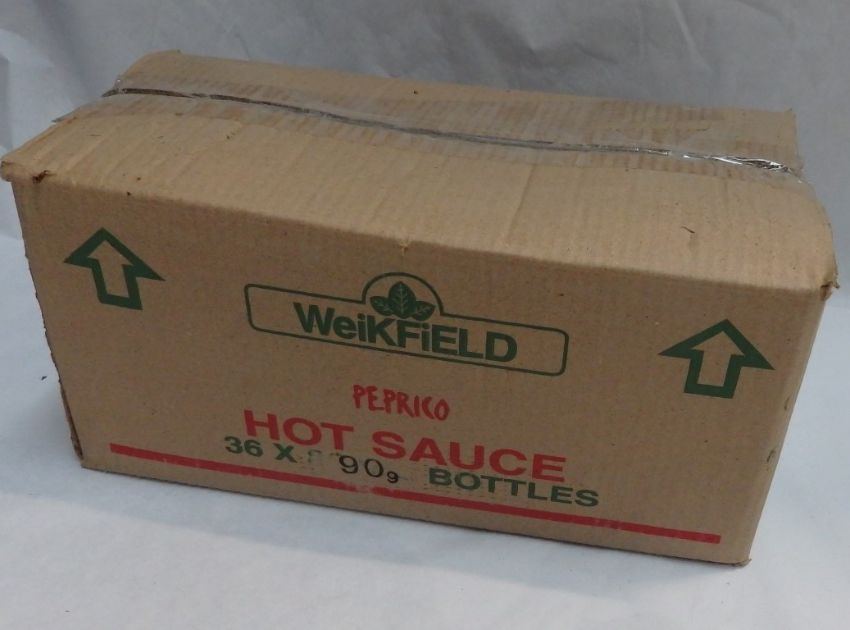 WeiKFiELD
PEPRICO
HOT SAUCE
36 X 90g BOTTLES